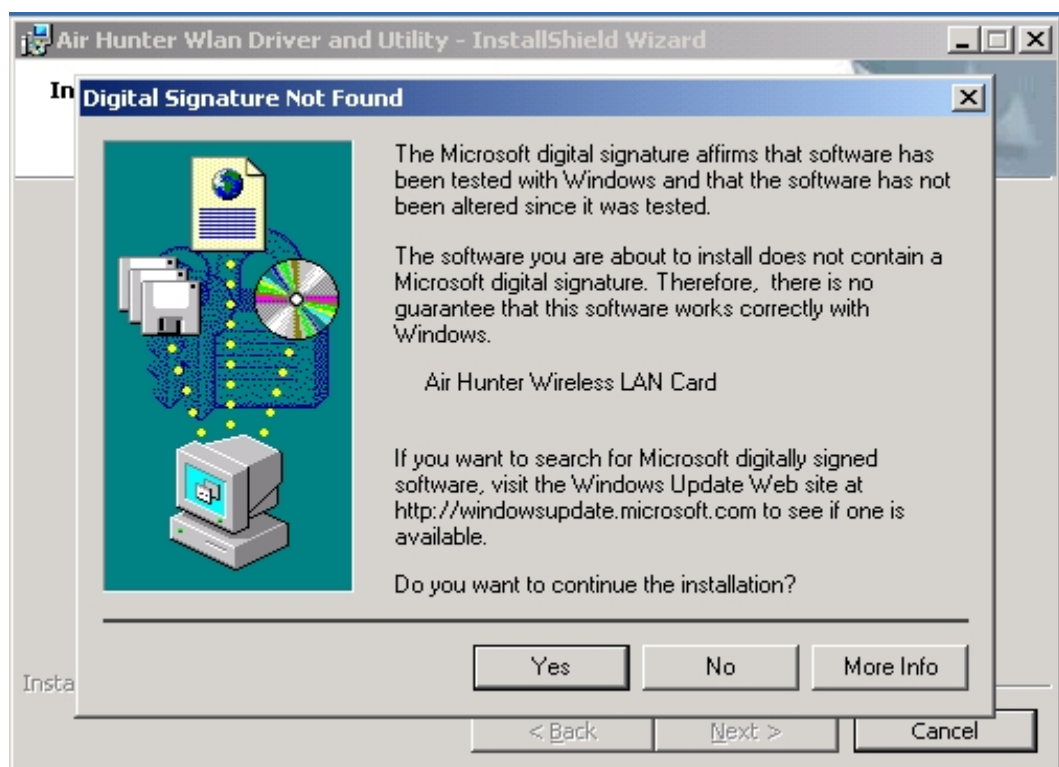 Air Hunter Wlan Driver and Utility - InstallShield Wizard
In
Digital Signature Not Found
The Microsoft digital signature affirms that software has
been tested with Windows and that the software has not
been altered since it was tested.
The software you are about to install does not contain a
Microsoft digital signature. Therefore, there is no
guarantee that this software works correctly with
Windows.
Air Hunter Wireless LAN Card
If you want to search for Microsoft digitally signed
software, visit the Windows Update Web site at
http://windowsupdate.microsoft.com to see if one is
available.
Do you want to continue the installation?
Yes No More Info
Insta
< Back Next > Cancel